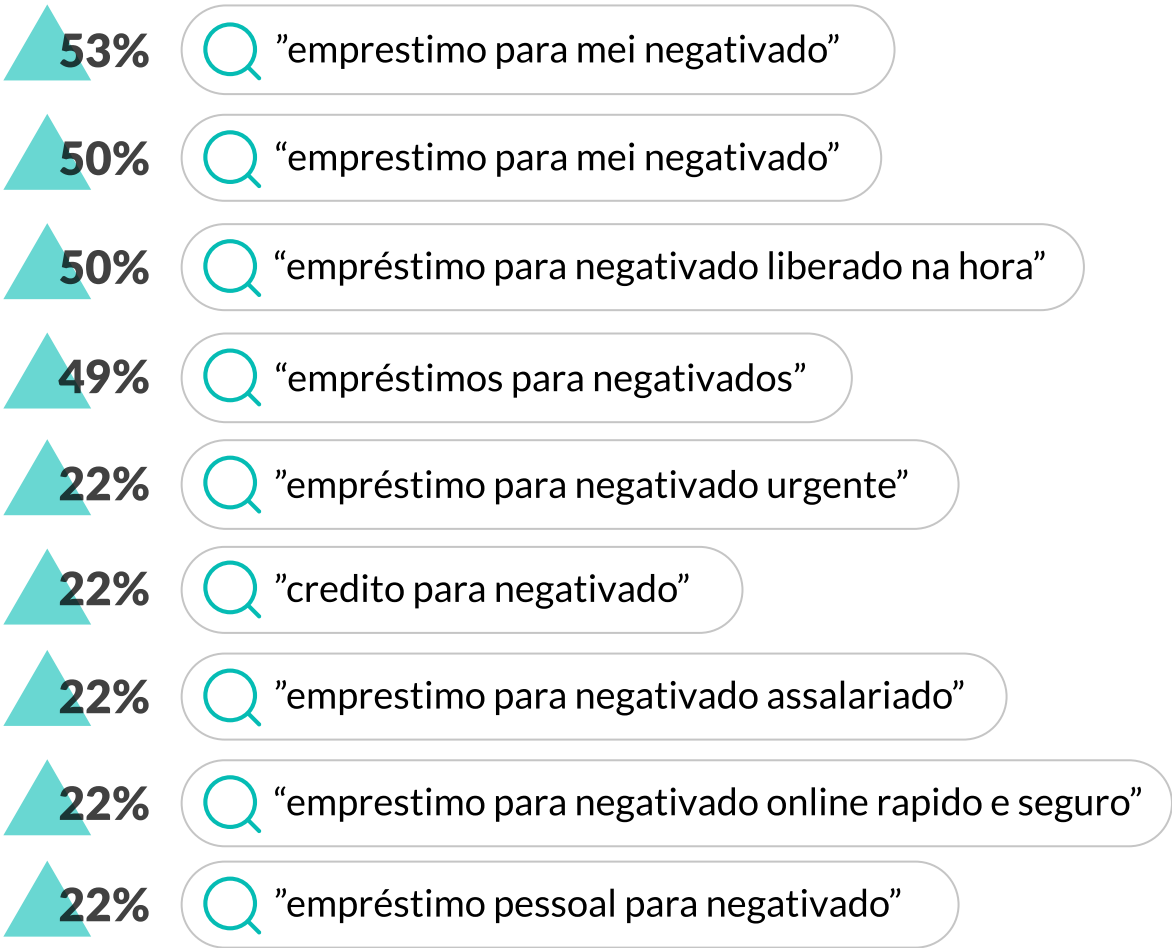 53% ”emprestimo para mei negativado”
50% “emprestimo para mei negativado”
50% “empréstimo para negativado liberado na hora”
49% “empréstimos para negativados”
22% ”empréstimo para negativado urgente”
22% ”credito para negativado”
22% ”emprestimo para negativado assalariado”
22% “emprestimo para negativado online rapido e seguro”
22% ”empréstimo pessoal para negativado”